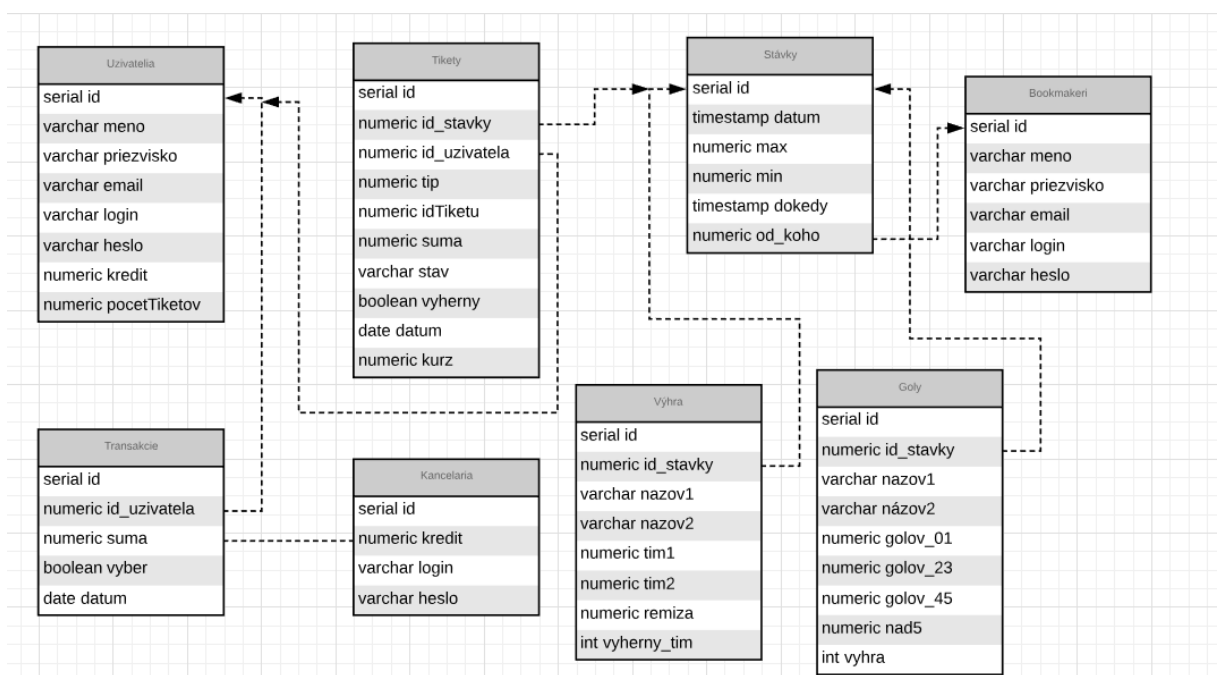 Uzivatelia
serial id
varchar meno
varchar priezvisko
varchar email
varchar login
varchar heslo
numeric kredit
numeric pocetTiketov
Tikety
serial id
numeric id_stavky
numeric id_uzivatela
numeric tip
numeric idTiketu
numeric suma
varchar stav
boolean vyherny
date datum
numeric kurz
Stávky
serial id
timestamp datum
numeric max
numeric min
timestamp dokedy
numeric od_koho
Bookmakeri
serial id
varchar meno
varchar priezvisko
varchar email
varchar login
varchar heslo
Transakcie
serial id
numeric id_uzivatela
numeric suma
boolean vyber
date datum
Kancelaria
serial id
numeric kredit
varchar login
varchar heslo
Výhra
serial id
numeric id_stavky
varchar nazov1
varchar nazov2
numeric tim1
numeric tim2
numeric remiza
int vyherny_tim
Goly
serial id
numeric id_stavky
varchar nazov1
varchar názov2
numeric golov_01
numeric golov_23
numeric golov_45
numeric nad5
int vyhra